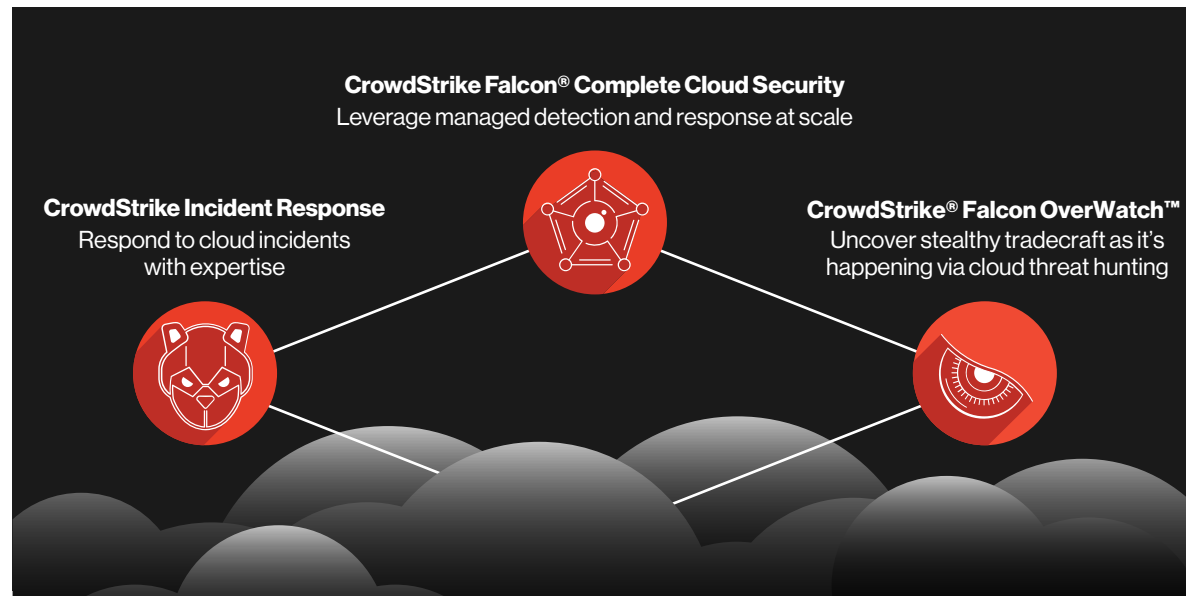 CrowdStrike Falcon® Complete Cloud Security
Leverage managed detection and response at scale
CrowdStrike Incident Response
Respond to cloud incidents
with expertise
CrowdStrike® Falcon OverWatch™
Uncover stealthy tradecraft as it’s
happening via cloud threat hunting